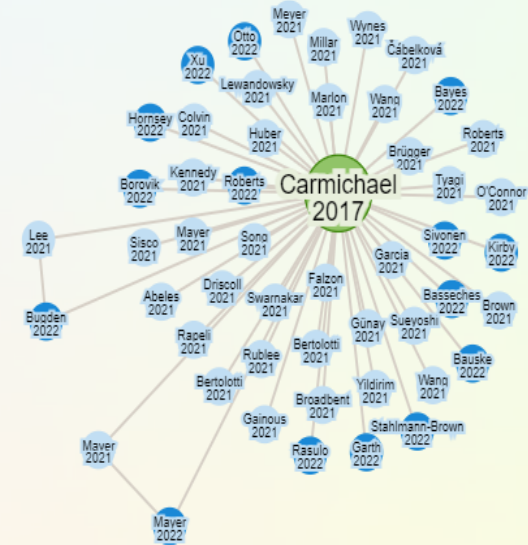 Meyer
2021
Otto
2022
Millar
2021
Wynes
2021
Čábelková
2021
Xu
2022
Lewandowsky
2021
Marlon
2021
Wang
2021
Bayes
2022
Hornsey
2022
Colvin
2021
Huber
2021
Brügger
2021
Roberts
2021
Borovik
2022
Kennedy
2021
Roberts
2022
Carmichael
2017
Tyagi
2021
O'Connor
2021
Lee
2021
Sisco
2021
Mayer
2021
Song
2021
Garcia
2021
Sivonen
2022
Kirby
2022
Bugden
2022
Abeles
2021
Driscoll
2021
Swarnakar
2021
Falzon
2021
Basseches
2022
Brown
2021
Rapeli
2021
Rublee
2021
Bertolotti
2021
Günay
2021
Sueyoshi
2021
Bauske
2022
Bertolotti
2021
Broadbent
2021
Yildirim
2021
Wang
2021
Gainous
2021
Rasulo
2022
Garth
2022
Stahlmann-Brown
2022
Mayer
2021
Mayer
2022